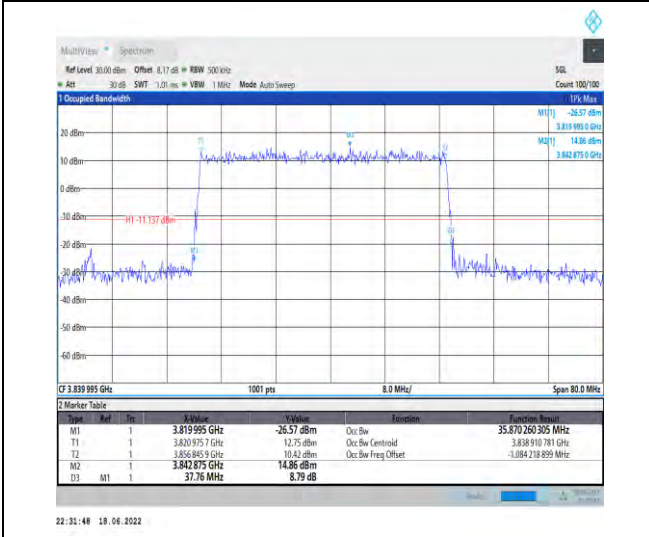 MultiView Spectrum
Ref Level 30.00 dBm Offset 8.17 dB RBW 500 kHz SGL
Att 30 dB SWT 1.01 ms VBW 1 MHz Mode Auto Sweep Count 100/100
1 Occupied Bandwidth 1Pk Max
M1[1] -26.57 dBm
3.819 995 0 GHz
M2[1] 14.86 dBm
3.842 875 0 GHz
20 dBm
10 dBm
0 dBm
-10 dBm
H1 -11.137 dBm
-20 dBm
-30 dBm
-40 dBm
-50 dBm
-60 dBm
T1
M2
T2
M1
D3
CF 3.839 995 GHz 1001 pts 8.0 MHz/ Span 80.0 MHz
2 Marker Table
Type Ref Trc X-Value Y-Value Function Function Result
M1 1 3.819 995 GHz -26.57 dBm Occ Bw 35.870 260 305 MHz
T1 1 3.820 975 7 GHz 12.75 dBm Occ Bw Centroid 3.838 910 781 GHz
T2 1 3.856 845 9 GHz 10.42 dBm Occ Bw Freq Offset -1.084 218 899 MHz
M2 1 3.842 875 GHz 14.86 dBm
D3 M1 1 37.76 MHz 8.79 dB
22:31:48 18.06.2022